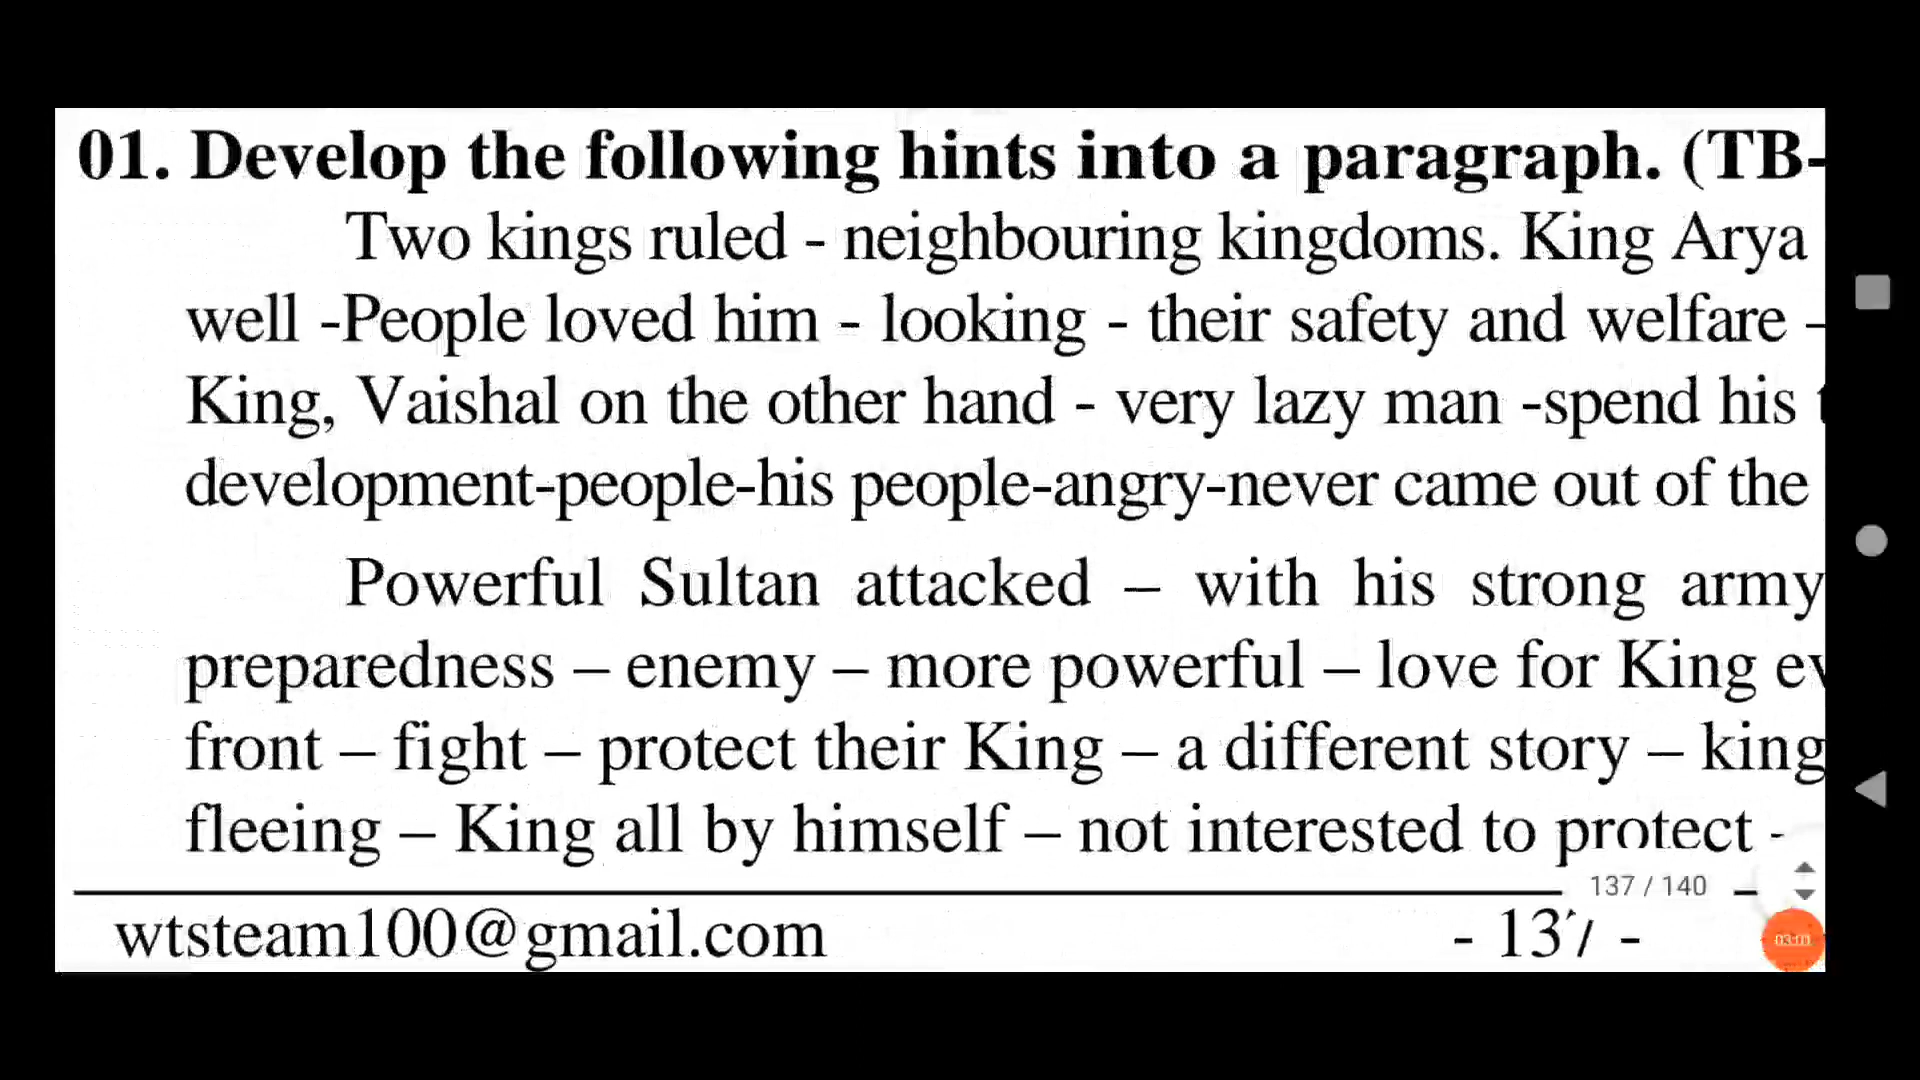 01. Develop the following hints into a paragraph. (TB-
Two kings ruled - neighbouring kingdoms. King Arya
well -People loved him - looking - their safety and welfare –
King, Vaishal on the other hand - very lazy man -spend his
development-people-his people-angry-never came out of the
Powerful Sultan attacked – with his strong army
preparedness – enemy – more powerful – love for King
front – fight – protect their King – a different story – king
fleeing – King all by himself – not interested to protect -
137 / 140
wtsteam100@gmail.com
- 137 -
03:01